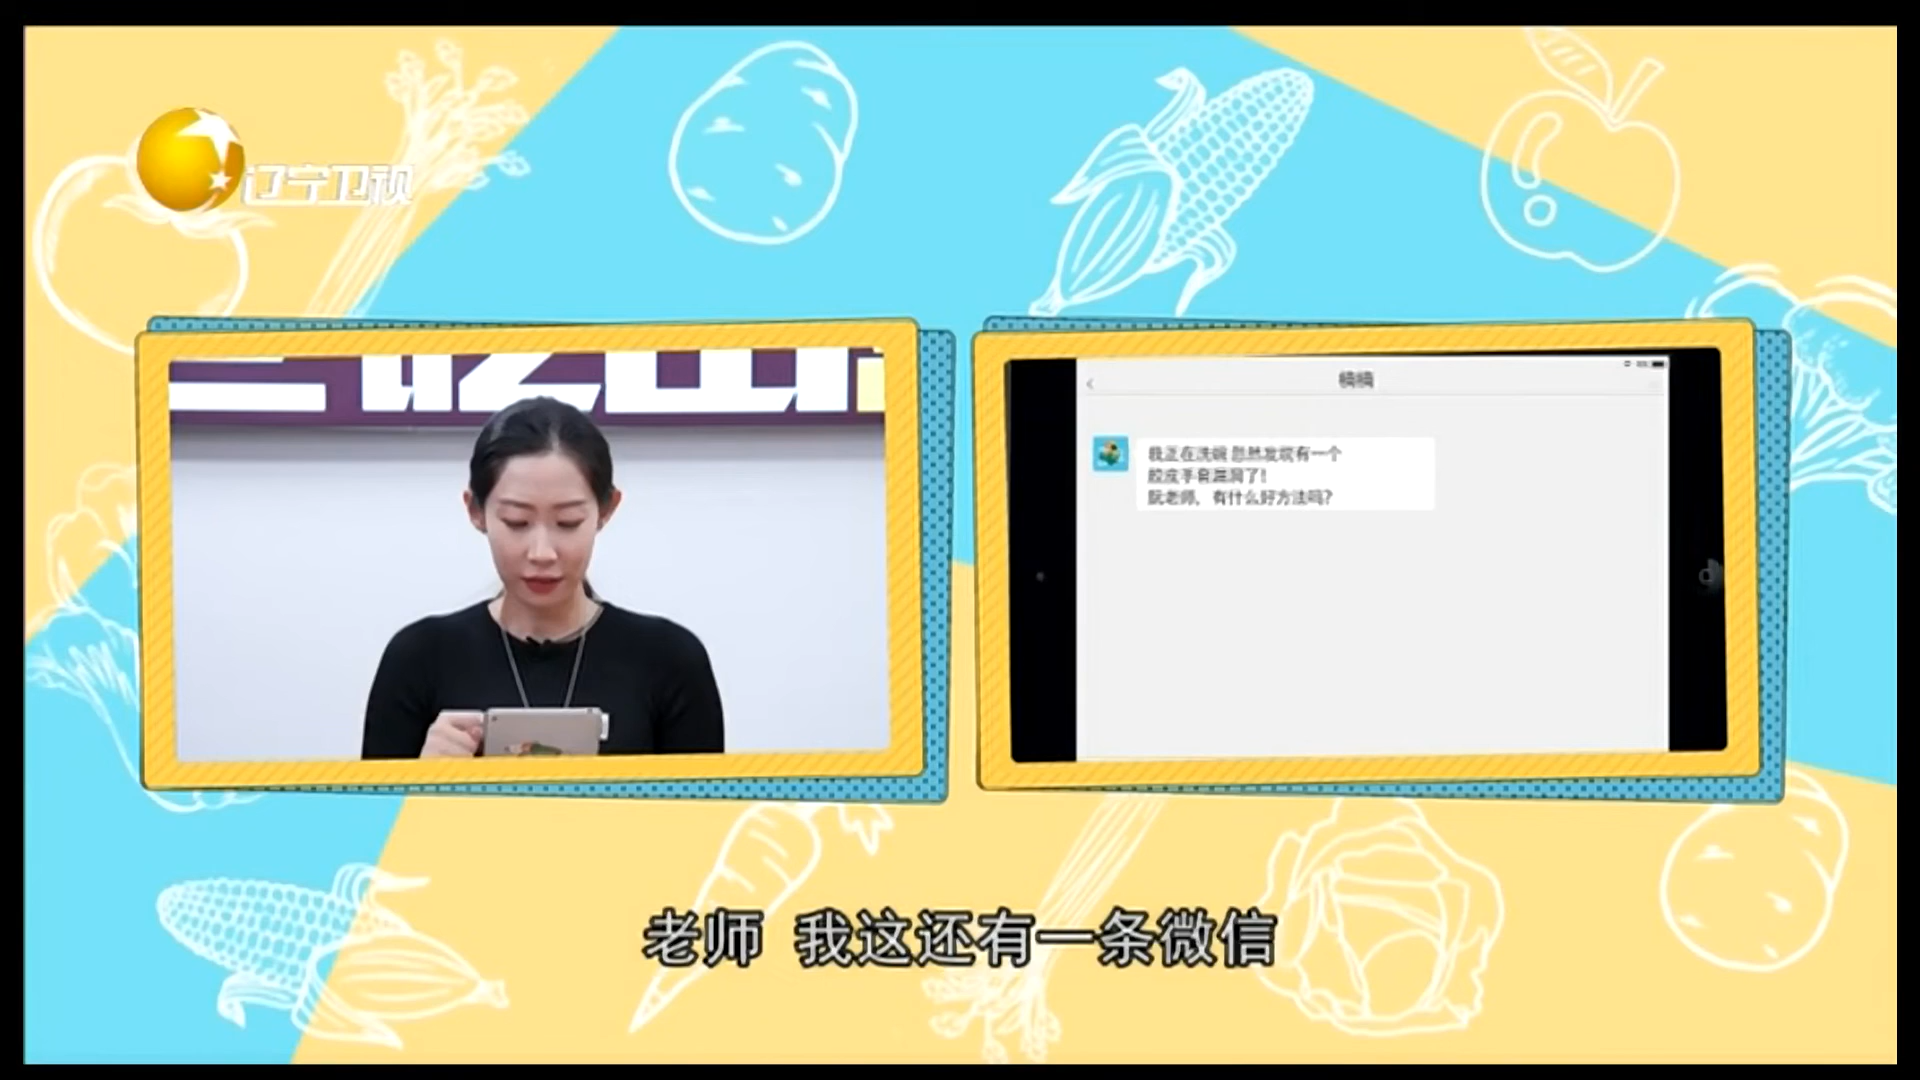 辽宁卫视
我正在洗碗 忽然发现有一个
胶皮手套漏洞了!
阮老师,有什么好方法吗?
老师 我这还有一条微信